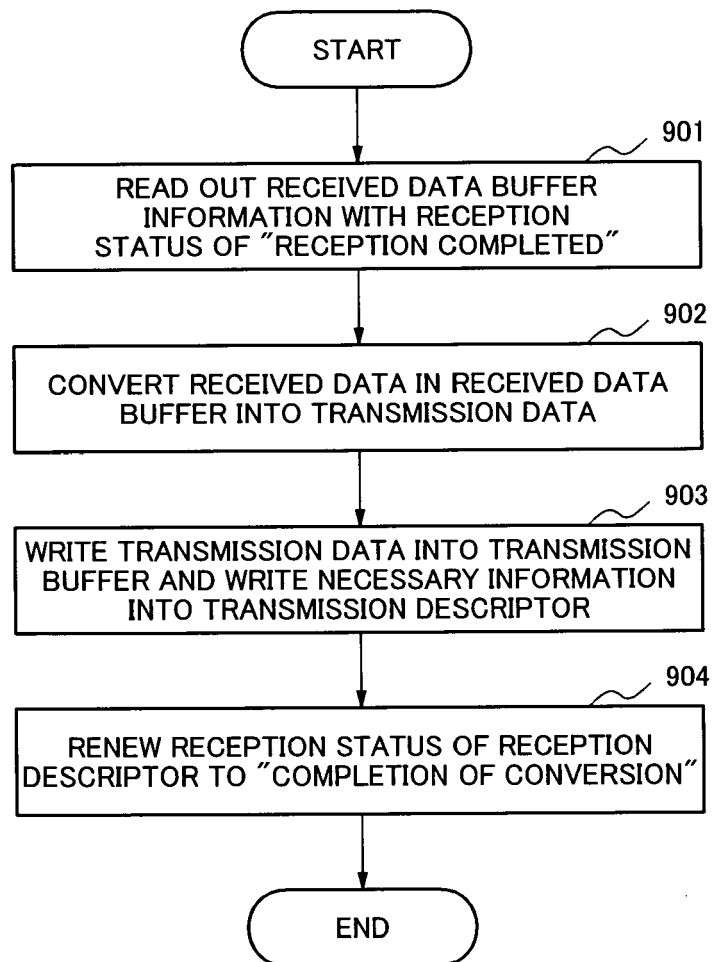 START
901
READ OUT RECEIVED DATA BUFFER
INFORMATION WITH RECEPTION
STATUS OF "RECEPTION COMPLETED"
902
CONVERT RECEIVED DATA IN RECEIVED DATA
BUFFER INTO TRANSMISSION DATA
903
WRITE TRANSMISSION DATA INTO TRANSMISSION
BUFFER AND WRITE NECESSARY INFORMATION
INTO TRANSMISSION DESCRIPTOR
904
RENEW RECEPTION STATUS OF RECEPTION
DESCRIPTOR TO "COMPLETION OF CONVERSION"
END